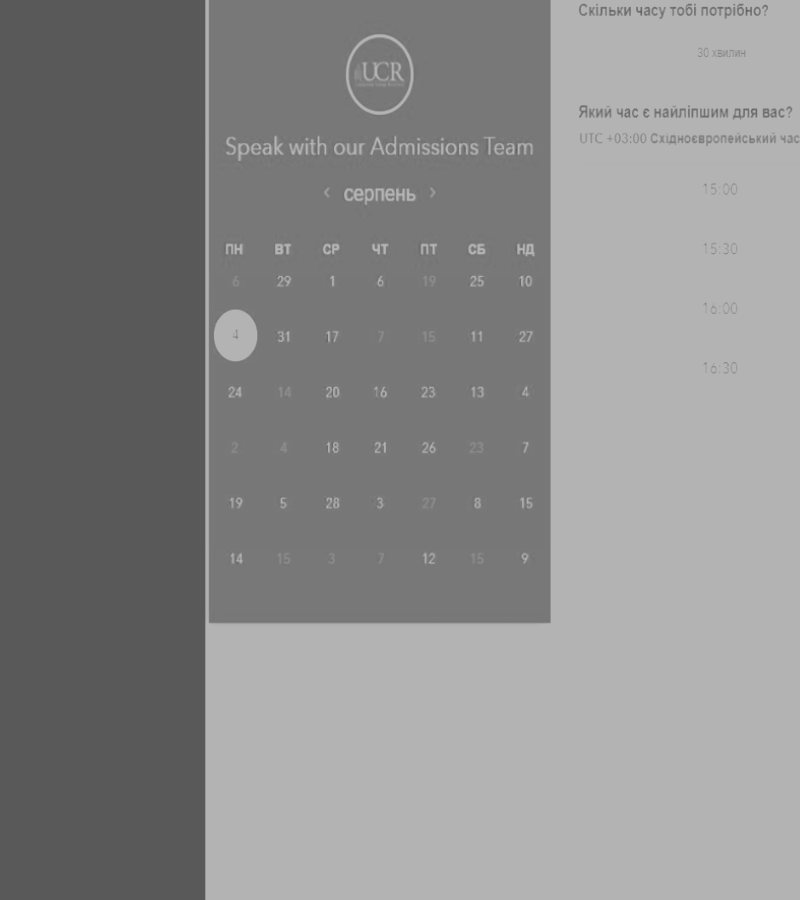 UCR
Speak with our Admissions Team
‹ серпень ›
ПН ВТ СР ЧТ ПТ СБ НД
6 29 1 6 19 25 10
4 31 17 7 15 11 27
24 14 20 16 23 13 4
2 4 18 21 26 23 7
19 5 28 3 27 8 15
14 15 3 7 12 15 9
Скільки часу тобі потрібно?
30 хвилин
Який час є найліпшим для вас?
UTC +03:00 Східноєвропейський час
15:00
15:30
16:00
16:30